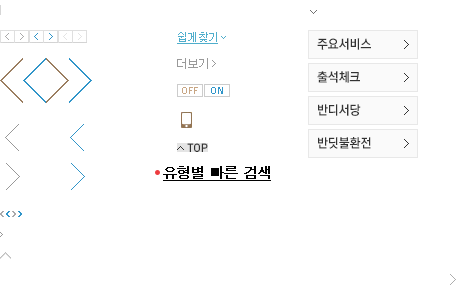 쉽게 찾기
더보기
OFF ON
TOP
유형별 빠른 검색
주요서비스
출석체크
반디서당
반딧불환전